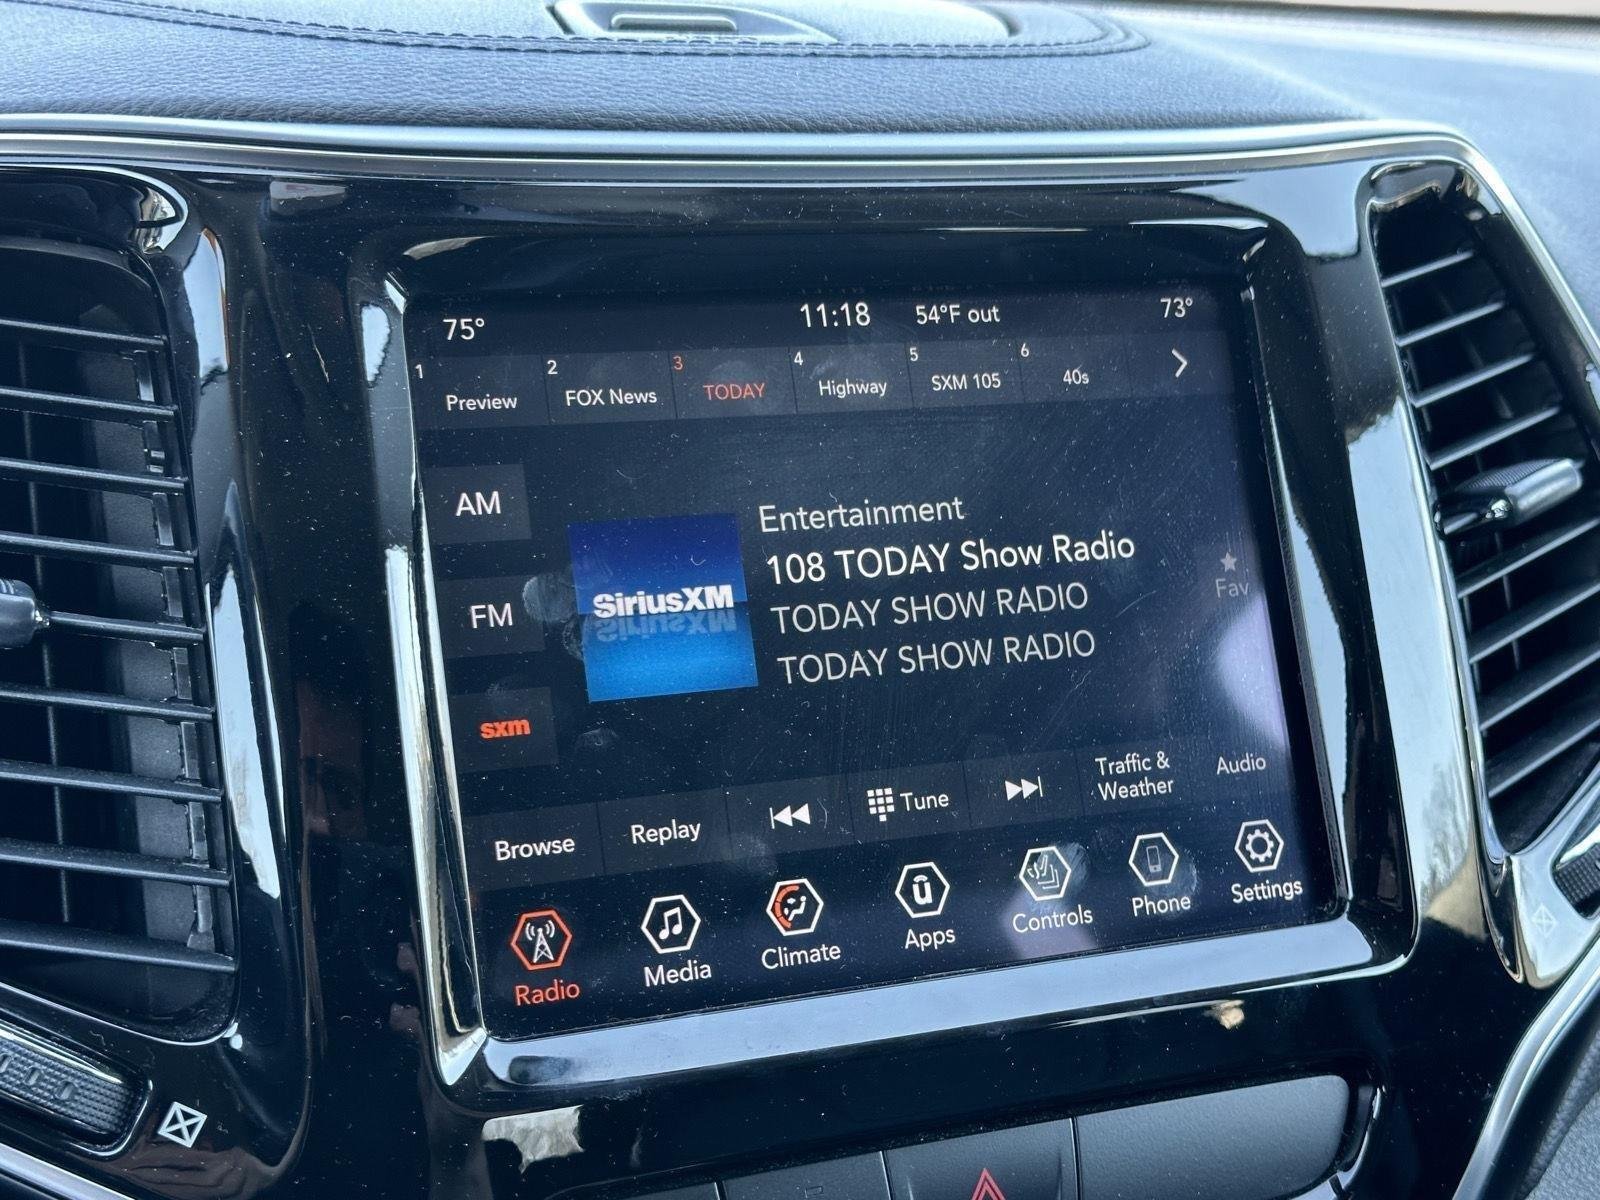 75° 11:18 54°F out 73°
1 Preview 2 FOX News 3 TODAY 4 Highway 5 SXM 105 6 40s
AM
FM
sxm
SiriusXM
Entertainment
108 TODAY Show Radio
TODAY SHOW RADIO
TODAY SHOW RADIO
Fav
Browse Replay Tune Traffic & Weather Audio
Radio Media Climate Apps Controls Phone Settings